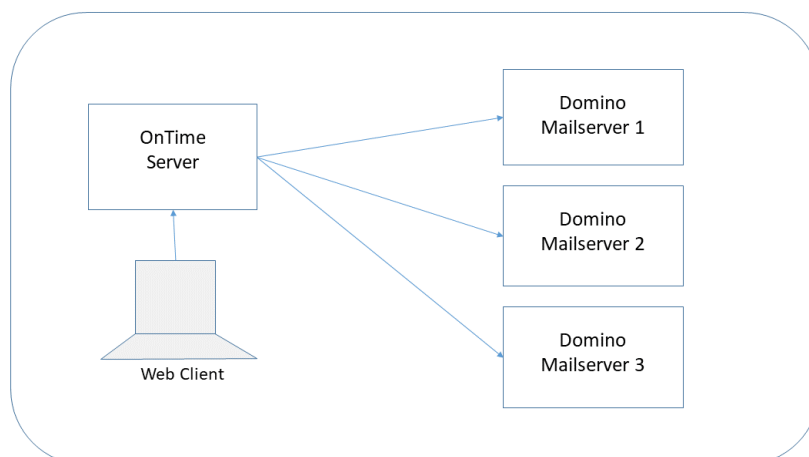 OnTime
Server
Domino
Mailserver 1
Domino
Mailserver 2
Domino
Mailserver 3
Web Client